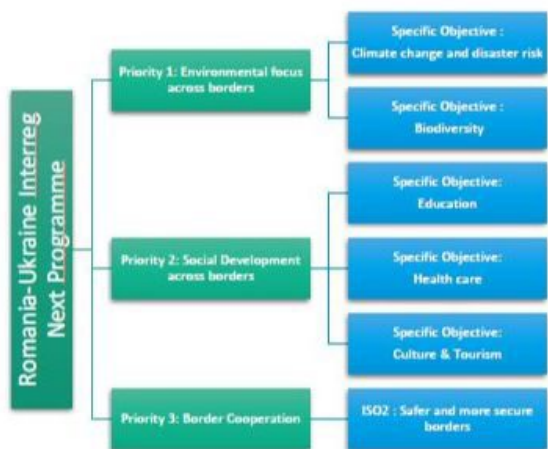 Romania-Ukraine Interreg
Next Programme
Priority 1: Environmental focus
across borders
Specific Objective :
Climate change and disaster risk
Specific Objective :
Biodiversity
Priority 2: Social Development
across borders
Specific Objective:
Education
Specific Objective:
Health care
Specific Objective:
Culture & Tourism
Priority 3: Border Cooperation
ISO2 : Safer and more secure
borders